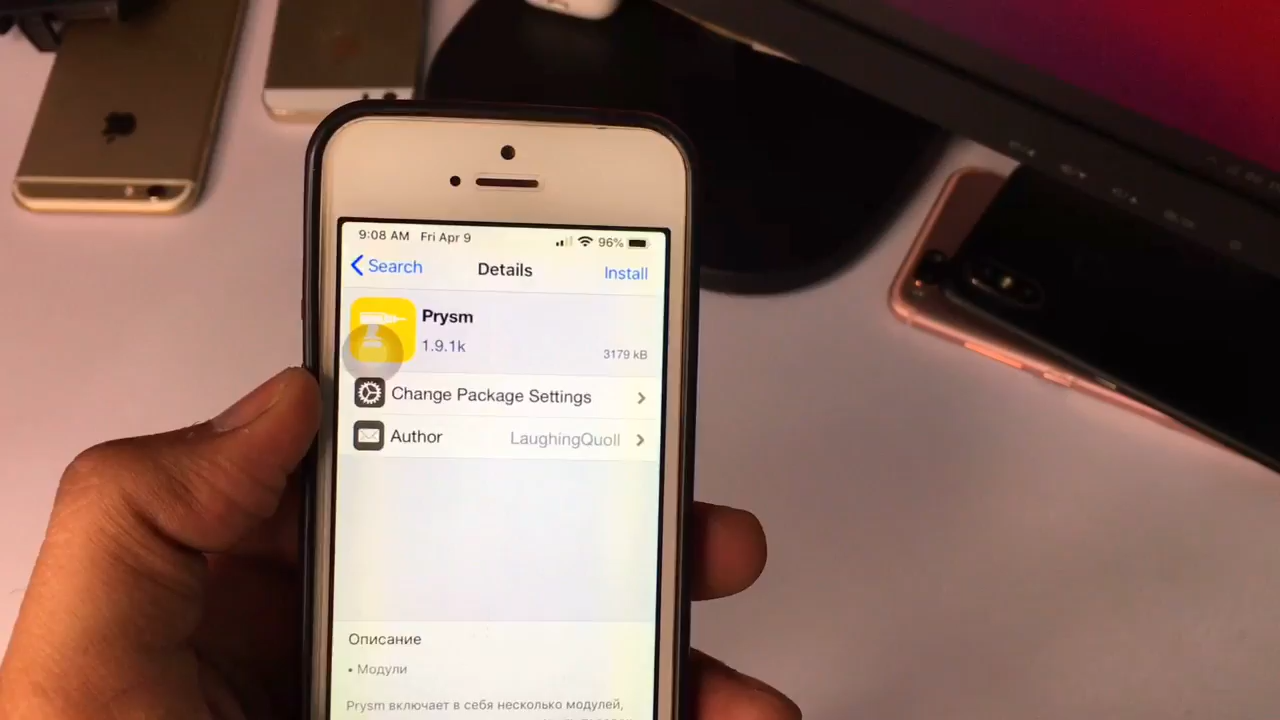 9:08 AM Fri Apr 9 96%
Search Details Install
Prysm
1.9.1k
3179 kB
Change Package Settings
Author LaughingQuoll
Описание
• Модули
Prysm включает в себя несколько модулей,